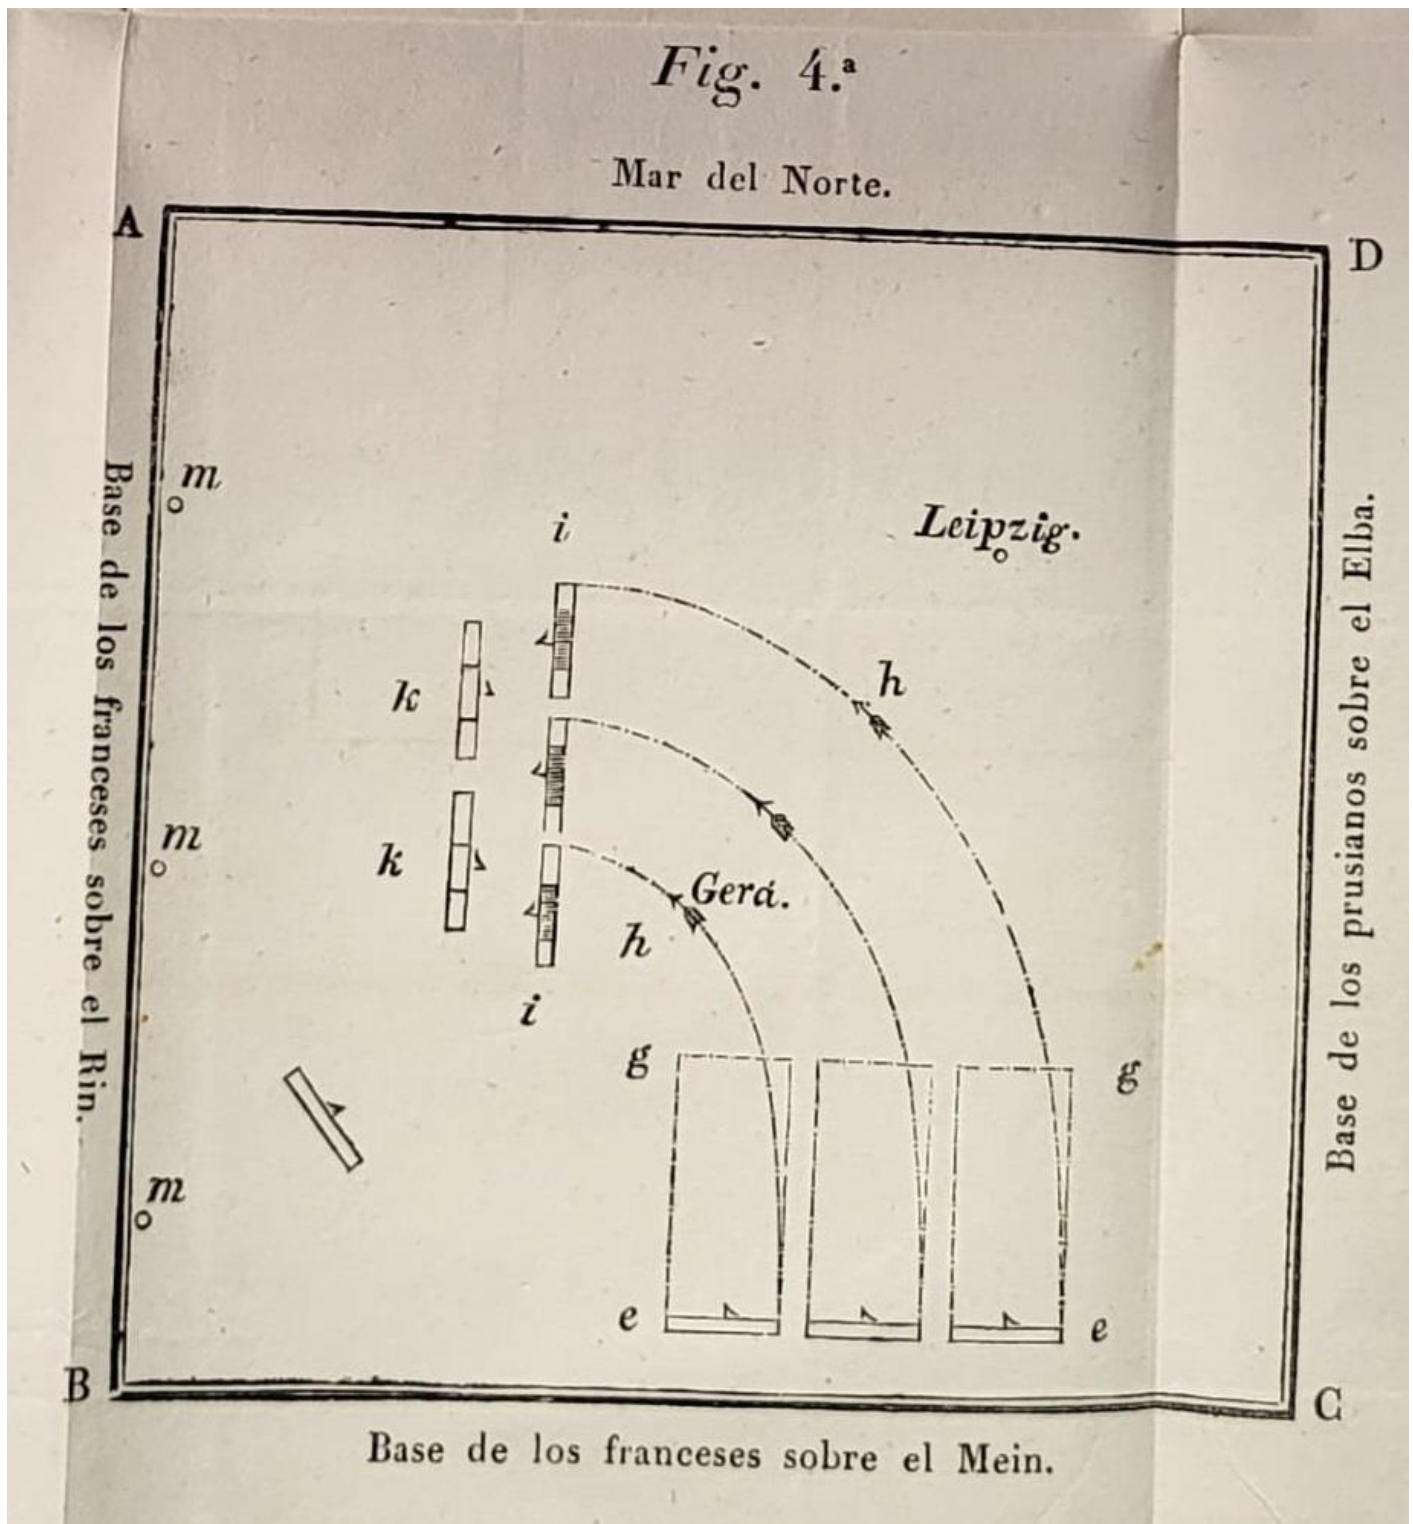 Fig. 4.ª
Mar del Norte.
A
D
m
Base de los franceses sobre el Rin.
i
Leipzig.
Base de los prusianos sobre el Elba.
k
h
m
k
Gerá.
h
i
g
g
m
e
e
B
C
Base de los franceses sobre el Mein.